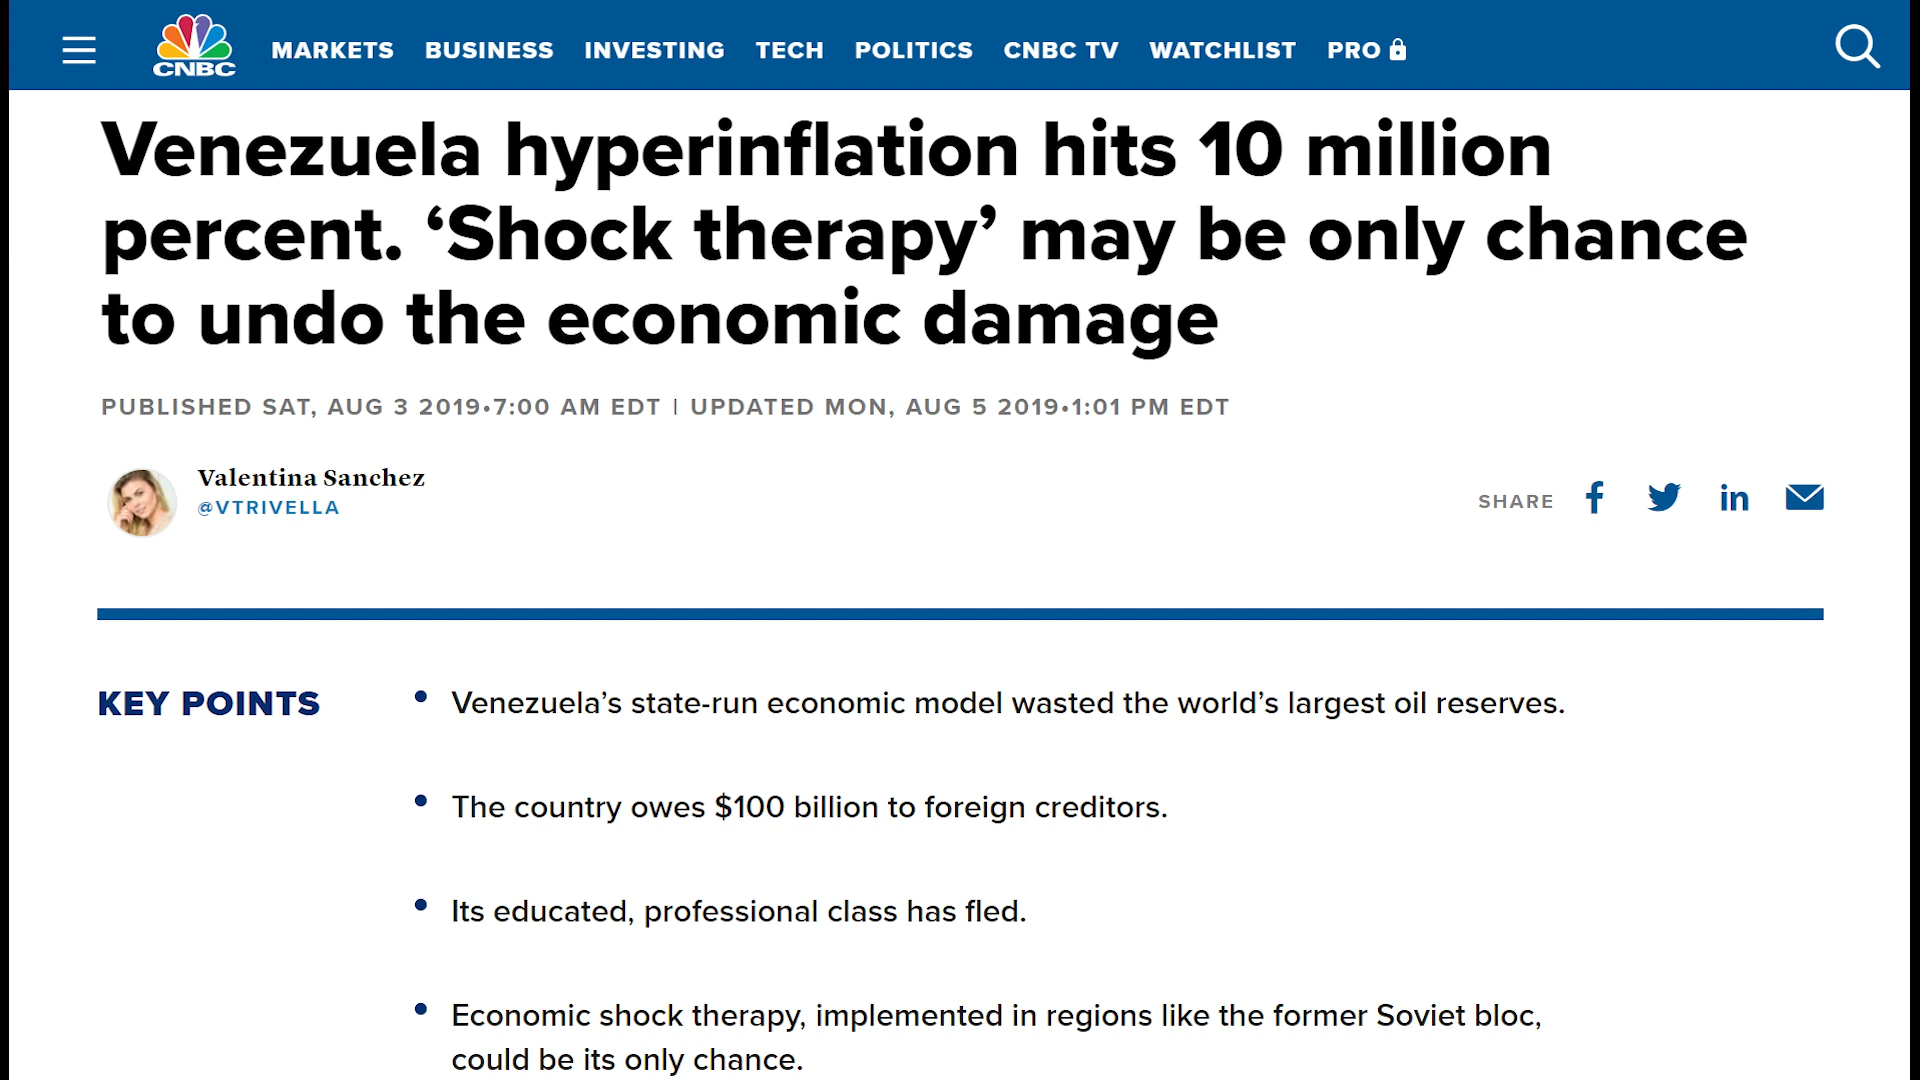 CNBC MARKETS BUSINESS INVESTING TECH POLITICS CNBC TV WATCHLIST PRO
Venezuela hyperinflation hits 10 million
percent. ‘Shock therapy’ may be only chance
to undo the economic damage
PUBLISHED SAT, AUG 3 2019•7:00 AM EDT | UPDATED MON, AUG 5 2019•1:01 PM EDT
Valentina Sanchez
@VTRIVELLA
SHARE
KEY POINTS
• Venezuela’s state-run economic model wasted the world’s largest oil reserves.
• The country owes $100 billion to foreign creditors.
• Its educated, professional class has fled.
• Economic shock therapy, implemented in regions like the former Soviet bloc,
could be its only chance.